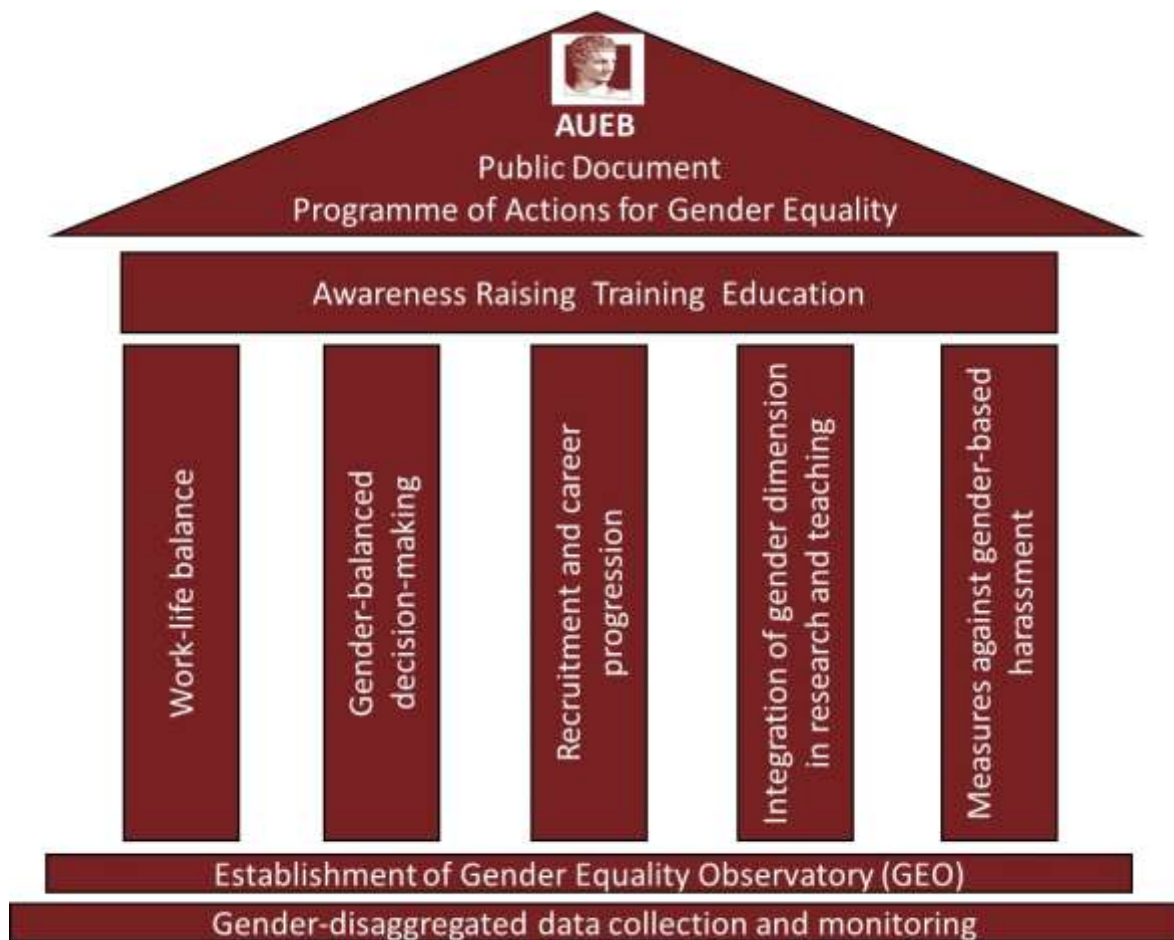 AUEB
Public Document
Programme of Actions for Gender Equality
Awareness Raising  Training  Education
Work-life balance
Gender-balanced
decision-making
Recruitment and career
progression
Integration of gender dimension
in research and teaching
Measures against gender-based
harassment
Establishment of Gender Equality Observatory (GEO)
Gender-disaggregated data collection and monitoring